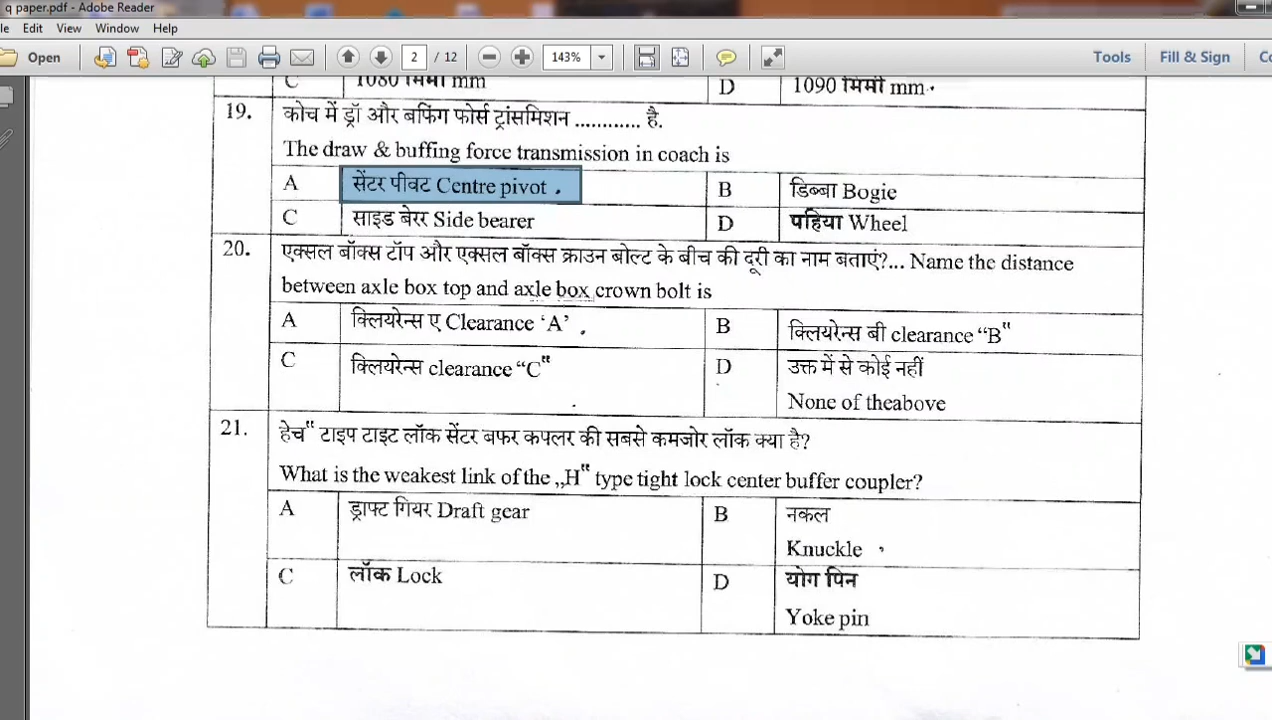 q paper.pdf - Adobe Reader
le Edit View Window Help
Open 2 / 12 143% Tools Fill & Sign Co
C 1080 मिमी mm D 1090 मिमी mm.
19. कोच में ड्रॉ और बफिंग फोर्स ट्रांसमिशन ............ है.
The draw & buffing force transmission in coach is
A सेंटर पीवट Centre pivot . B डिब्बा Bogie
C साइड बेरर Side bearer D पहिया Wheel
20. एक्सल बॉक्स टॉप और एक्सल बॉक्स क्राउन बोल्ट के बीच की दूरी का नाम बताएं?... Name the distance
between axle box top and axle box crown bolt is
A क्लियरेन्स ए Clearance ‘A’ . B क्लियरेन्स बी clearance “B‟
C क्लियरेन्स clearance “C‟ D उक्त में से कोई नहीं
None of theabove
21. हेच‟ टाइप टाइट लॉक सेंटर बफर कपलर की सबसे कमजोर लॉक क्या है?
What is the weakest link of the „H‟ type tight lock center buffer coupler?
A ड्राफ्ट गियर Draft gear B नकल
Knuckle ,
C लॉक Lock D योग पिन
Yoke pin